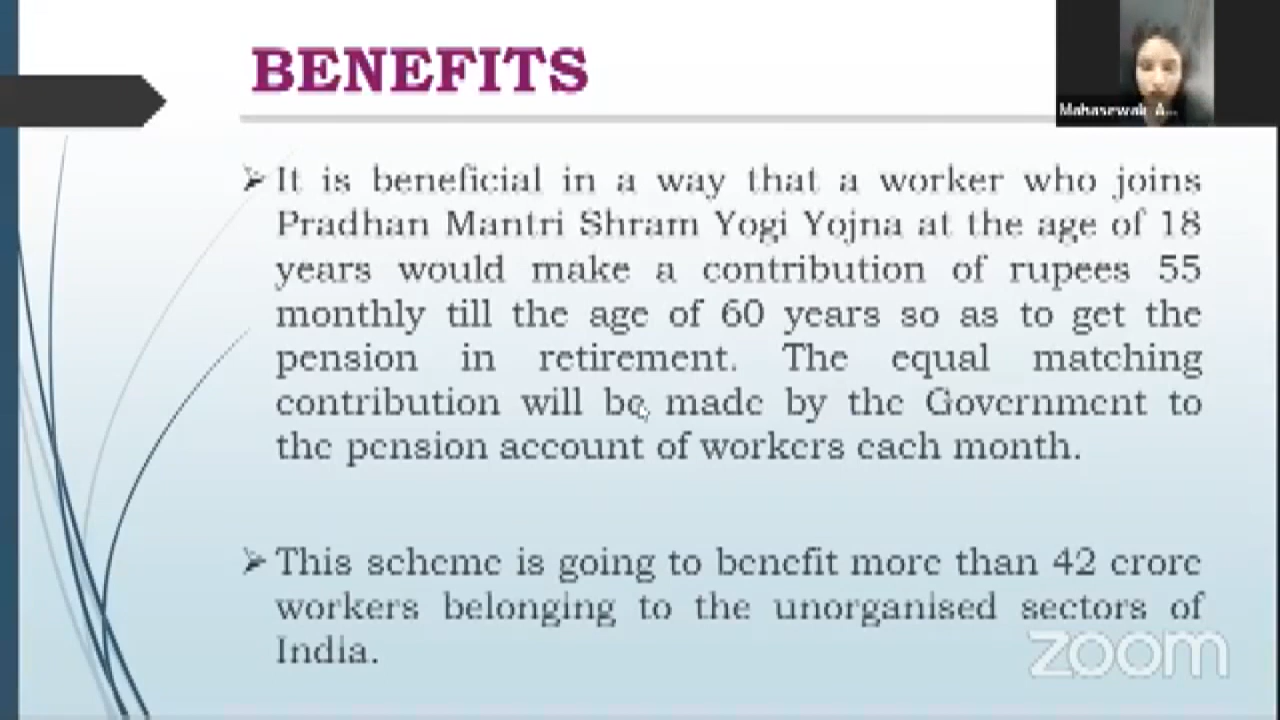 BENEFITS
Mahasewak A...
It is beneficial in a way that a worker who joins
Pradhan Mantri Shram Yogi Yojna at the age of 18
years would make a contribution of rupees 55
monthly till the age of 60 years so as to get the
pension in retirement. The equal matching
contribution will be made by the Government to
the pension account of workers each month.
This scheme is going to benefit more than 42 crore
workers belonging to the unorganised sectors of
India.
zoom